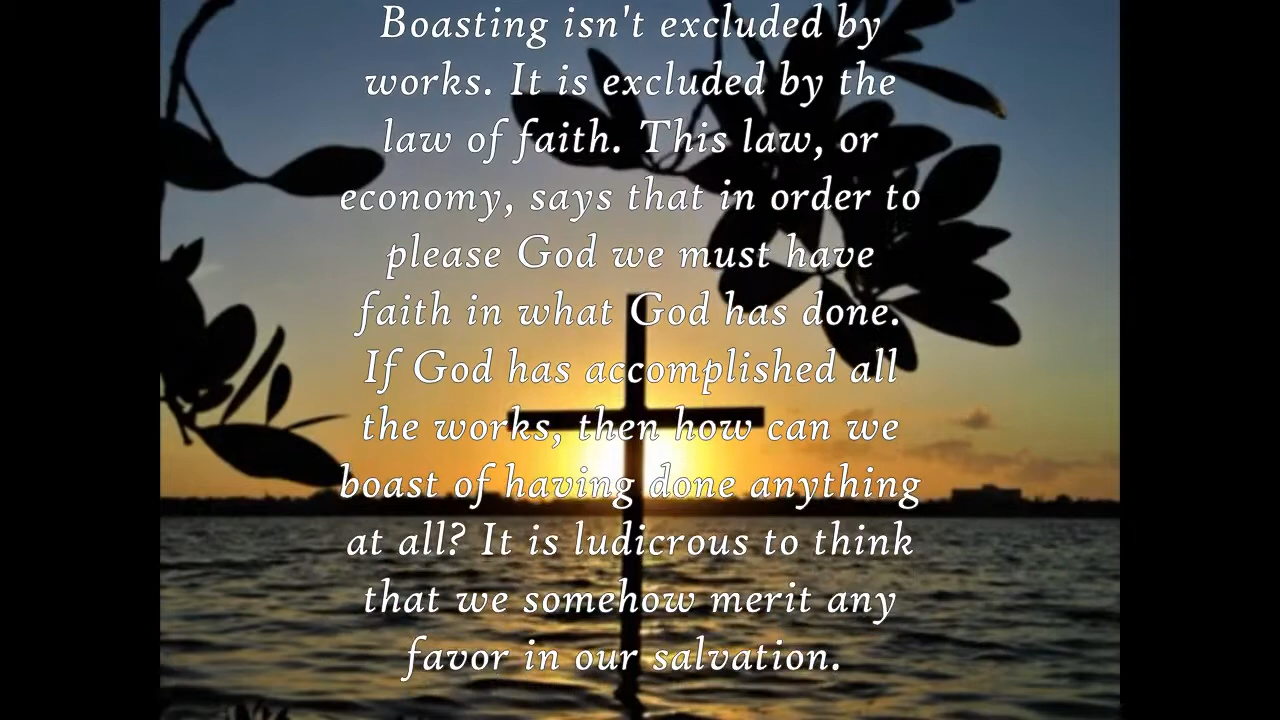 Boasting isn't excluded by
works. It is excluded by the
law of faith. This law, or
economy, says that in order to
please God we must have
faith in what God has done.
If God has accomplished all
the works, then how can we
boast of having done anything
at all? It is ludicrous to think
that we somehow merit any
favor in our salvation.